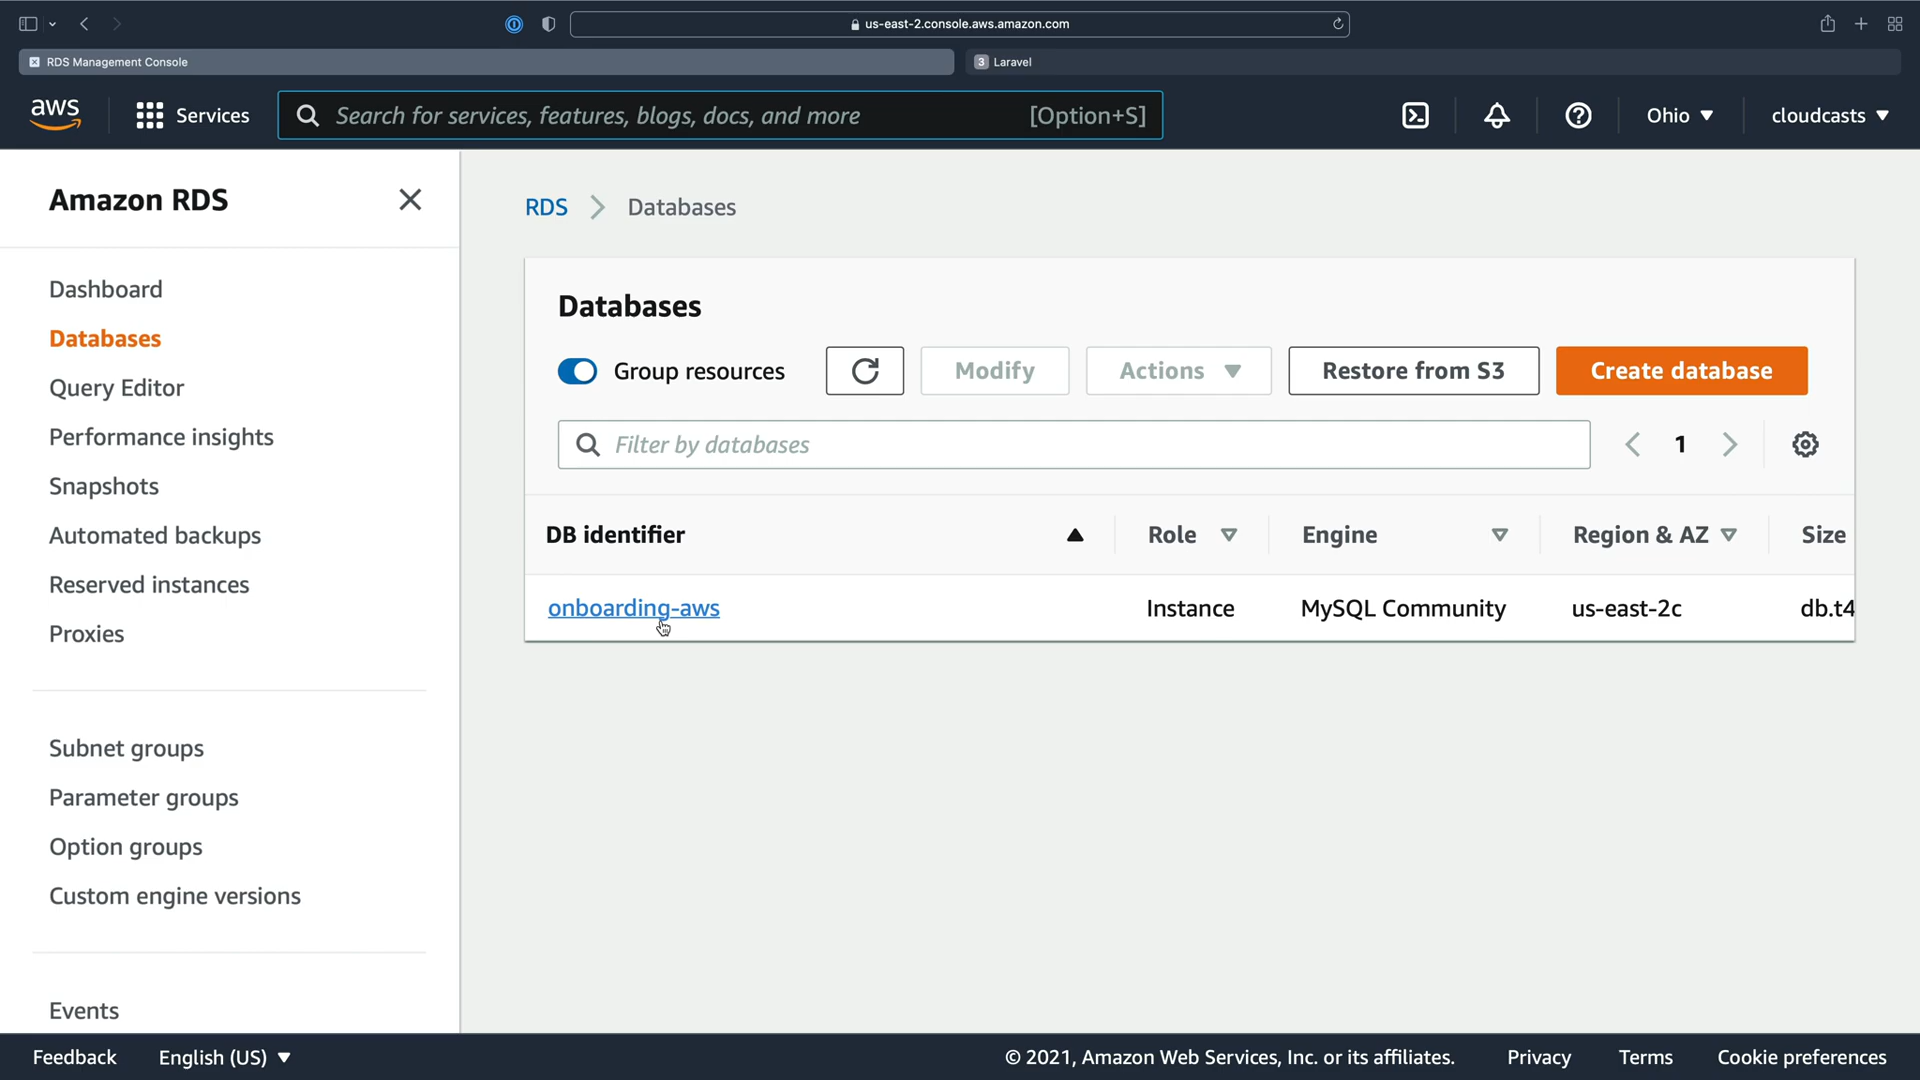 us-east-2.console.aws.amazon.com
RDS Management Console
3 Laravel
aws
Services
Search for services, features, blogs, docs, and more [Option+S]
Ohio
cloudcasts
Amazon RDS
Dashboard
Databases
Query Editor
Performance insights
Snapshots
Automated backups
Reserved instances
Proxies
Subnet groups
Parameter groups
Option groups
Custom engine versions
Events
RDS Databases
Databases
Group resources
Modify
Actions
Restore from S3
Create database
Filter by databases
1
DB identifier Role Engine Region & AZ Size
onboarding-aws Instance MySQL Community us-east-2c db.t4
Feedback English (US) © 2021, Amazon Web Services, Inc. or its affiliates. Privacy Terms Cookie preferences